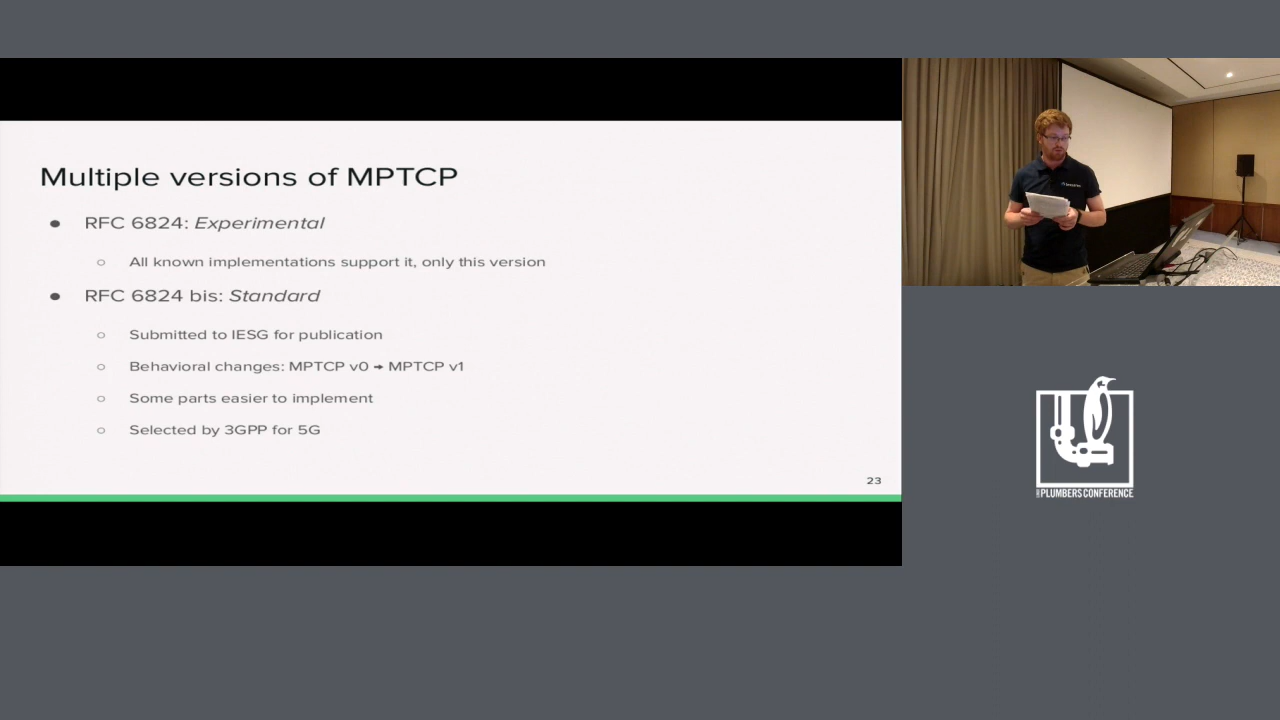 Multiple versions of MPTCP
● RFC 6824: Experimental
○ All known implementations support it, only this version
● RFC 6824 bis: Standard
○ Submitted to IESG for publication
○ Behavioral changes: MPTCP v0 → MPTCP v1
○ Some parts easier to implement
○ Selected by 3GPP for 5G
23
PLUMBERS CONFERENCE